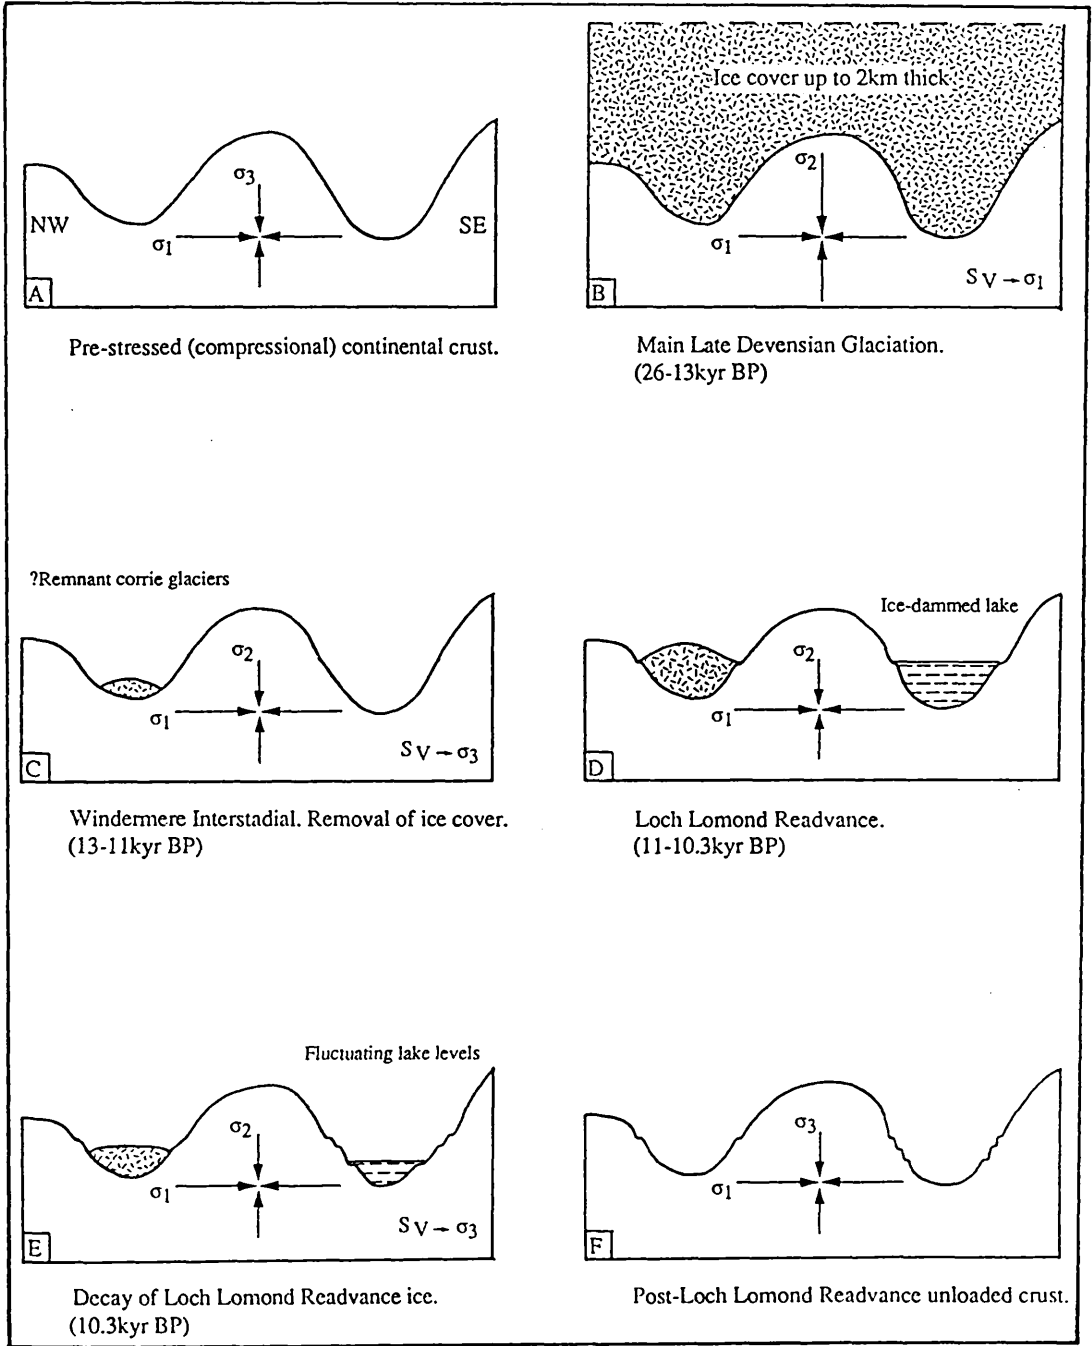 NW
σ3
σ1
SE
A
Pre-stressed (compressional) continental crust.
Ice cover up to 2km thick
σ2
σ1
SV → σ1
B
Main Late Devensian Glaciation.
(26-13kyr BP)
?Remnant corrie glaciers
σ2
σ1
SV → σ3
C
Windermere Interstadial. Removal of ice cover.
(13-11kyr BP)
Ice-dammed lake
σ2
σ1
D
Loch Lomond Readvance.
(11-10.3kyr BP)
Fluctuating lake levels
σ2
σ1
SV → σ3
E
Decay of Loch Lomond Readvance ice.
(10.3kyr BP)
σ3
σ1
F
Post-Loch Lomond Readvance unloaded crust.